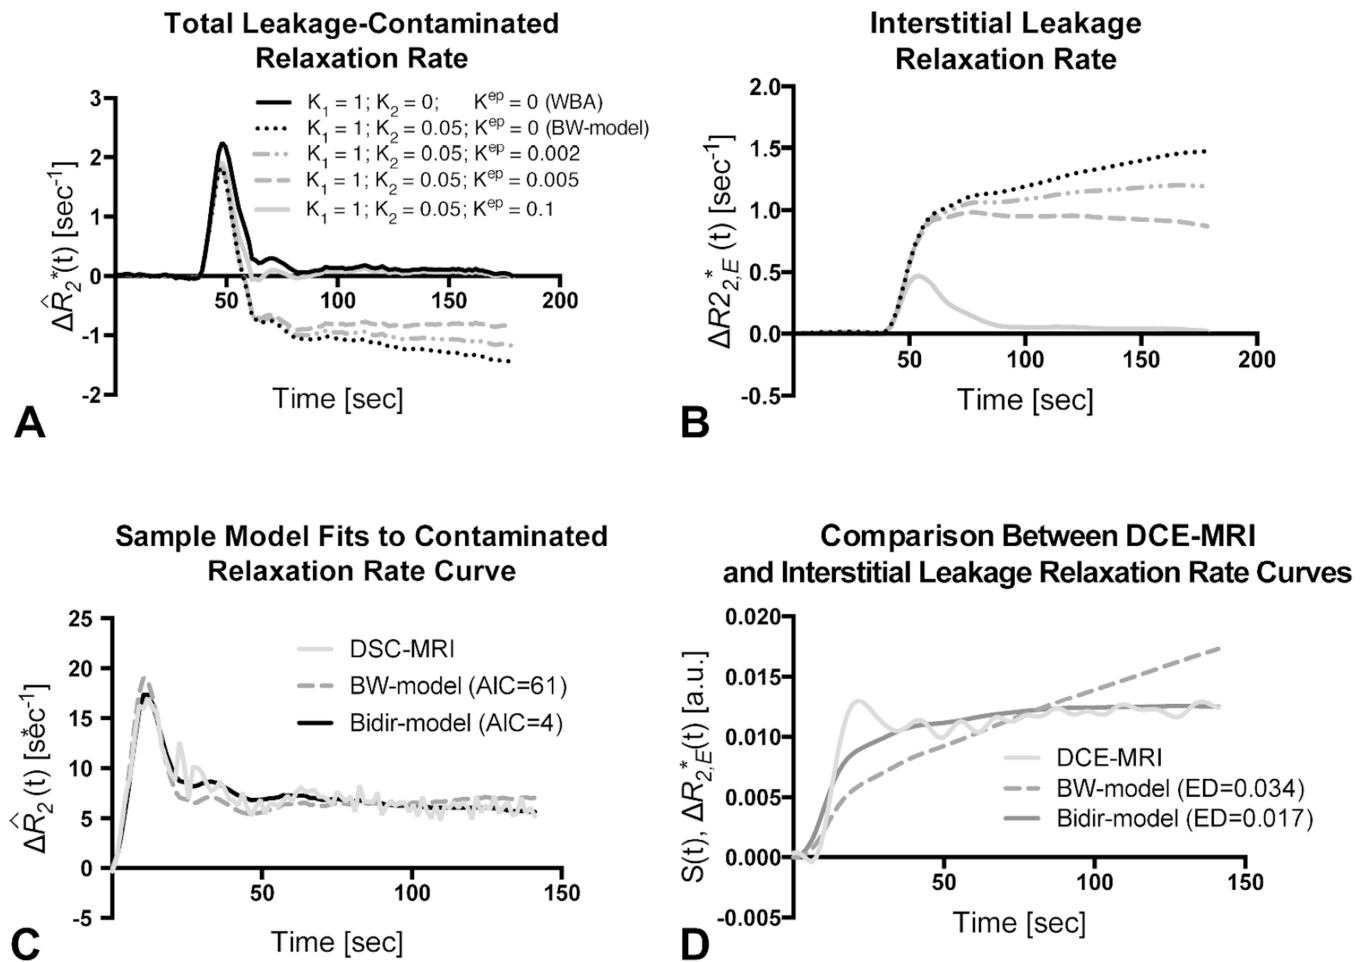 Total Leakage-Contaminated
Relaxation Rate
K1 = 1; K2 = 0; Kep = 0 (WBA)
K1 = 1; K2 = 0.05; Kep = 0 (BW-model)
K1 = 1; K2 = 0.05; Kep = 0.002
K1 = 1; K2 = 0.05; Kep = 0.005
K1 = 1; K2 = 0.05; Kep = 0.1
ΔR̂2*(t) [sec-1]
3
2
1
0
-1
-2
50
100
150
200
Time [sec]
A
Interstitial Leakage
Relaxation Rate
ΔR2*2,E (t) [sec-1]
2.0
1.5
1.0
0.5
0.0
-0.5
50
100
150
200
Time [sec]
B
Sample Model Fits to Contaminated
Relaxation Rate Curve
DSC-MRI
BW-model (AIC=61)
Bidir-model (AIC=4)
ΔR̂2*(t) [sec-1]
25
20
15
10
5
0
-5
50
100
150
Time [sec]
C
Comparison Between DCE-MRI
and Interstitial Leakage Relaxation Rate Curves
DCE-MRI
BW-model (ED=0.034)
Bidir-model (ED=0.017)
S(t), ΔR*2,E(t) [a.u.]
0.020
0.015
0.010
0.005
0.000
-0.005
50
100
150
Time [sec]
D